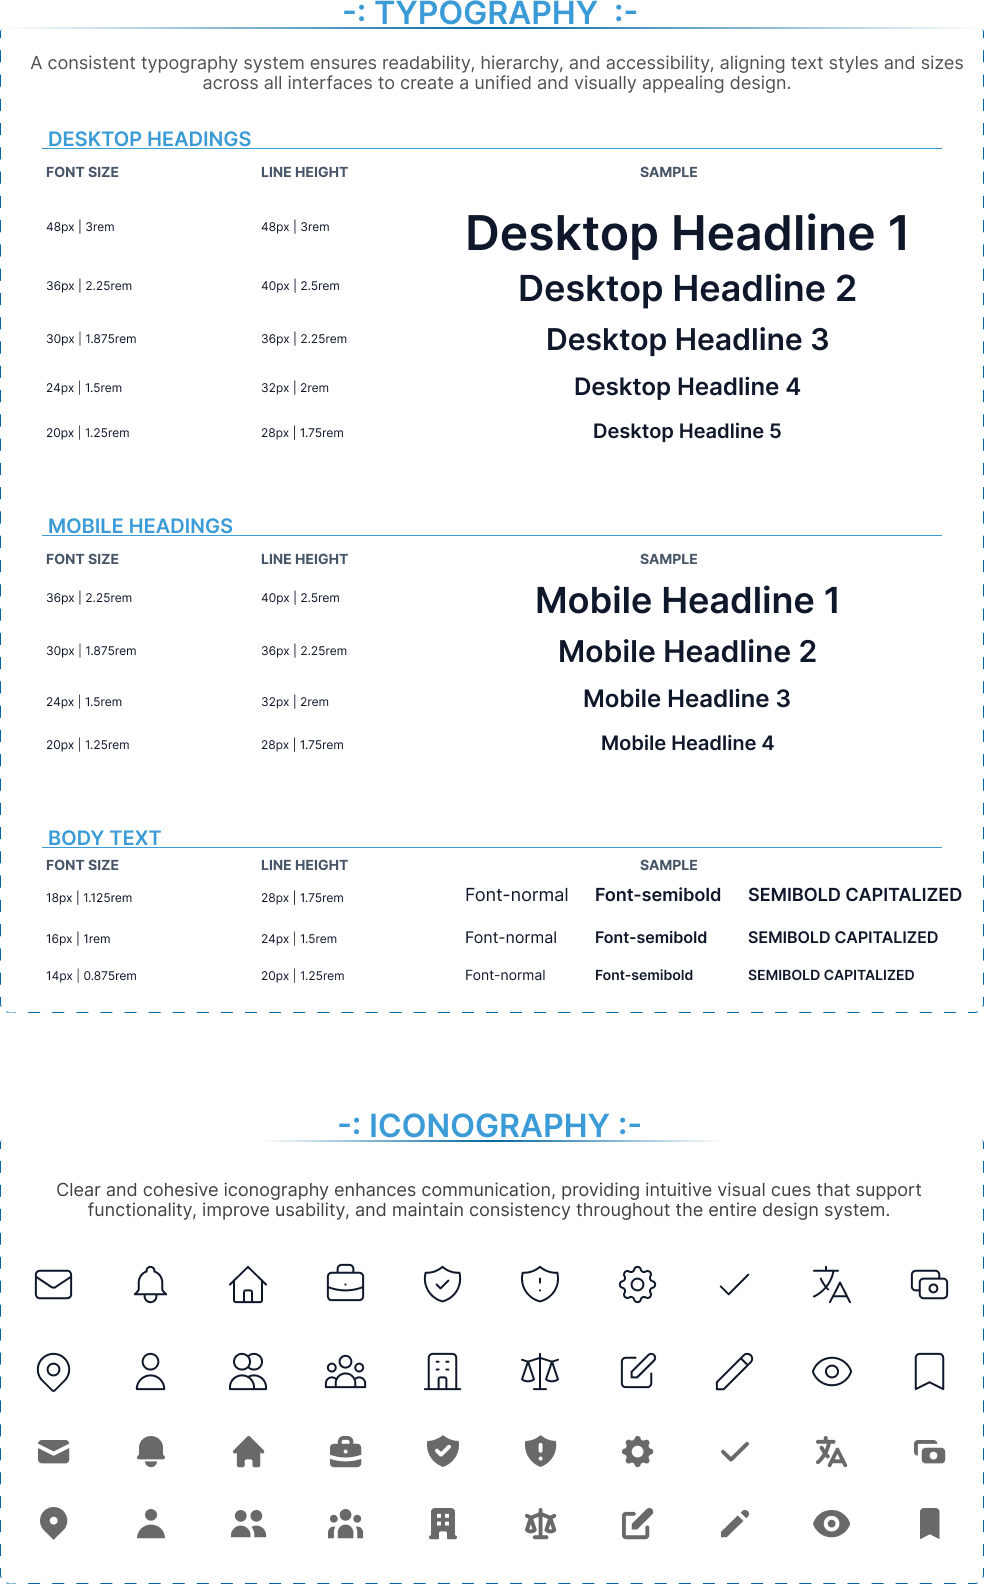 -: TYPOGRAPHY :-
A consistent typography system ensures readability, hierarchy, and accessibility, aligning text styles and sizes
across all interfaces to create a unified and visually appealing design.
DESKTOP HEADINGS
FONT SIZE LINE HEIGHT SAMPLE
48px | 3rem 48px | 3rem Desktop Headline 1
36px | 2.25rem 40px | 2.5rem Desktop Headline 2
30px | 1.875rem 36px | 2.25rem Desktop Headline 3
24px | 1.5rem 32px | 2rem Desktop Headline 4
20px | 1.25rem 28px | 1.75rem Desktop Headline 5
MOBILE HEADINGS
FONT SIZE LINE HEIGHT SAMPLE
36px | 2.25rem 40px | 2.5rem Mobile Headline 1
30px | 1.875rem 36px | 2.25rem Mobile Headline 2
24px | 1.5rem 32px | 2rem Mobile Headline 3
20px | 1.25rem 28px | 1.75rem Mobile Headline 4
BODY TEXT
FONT SIZE LINE HEIGHT SAMPLE
18px | 1.125rem 28px | 1.75rem Font-normal Font-semibold SEMIBOLD CAPITALIZED
16px | 1rem 24px | 1.5rem Font-normal Font-semibold SEMIBOLD CAPITALIZED
14px | 0.875rem 20px | 1.25rem Font-normal Font-semibold SEMIBOLD CAPITALIZED
-: ICONOGRAPHY :-
Clear and cohesive iconography enhances communication, providing intuitive visual cues that support
functionality, improve usability, and maintain consistency throughout the entire design system.